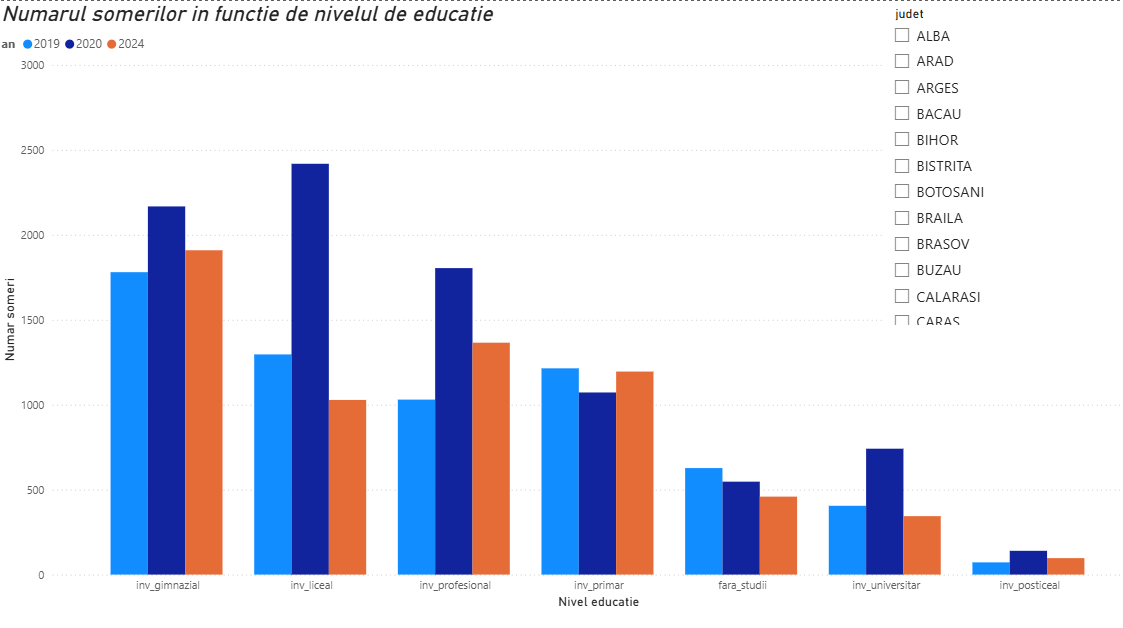 Numarul somerilor in functie de nivelul de educatie
an 2019 2020 2024
3000
2500
2000
1500
1000
500
0
Numar someri
inv_gimnazial inv_liceal inv_profesional inv_primar fara_studii inv_universitar inv_posticeal
Nivel educatie
judet
ALBA
ARAD
ARGES
BACAU
BIHOR
BISTRITA
BOTOSANI
BRAILA
BRASOV
BUZAU
CALARASI
CARAS